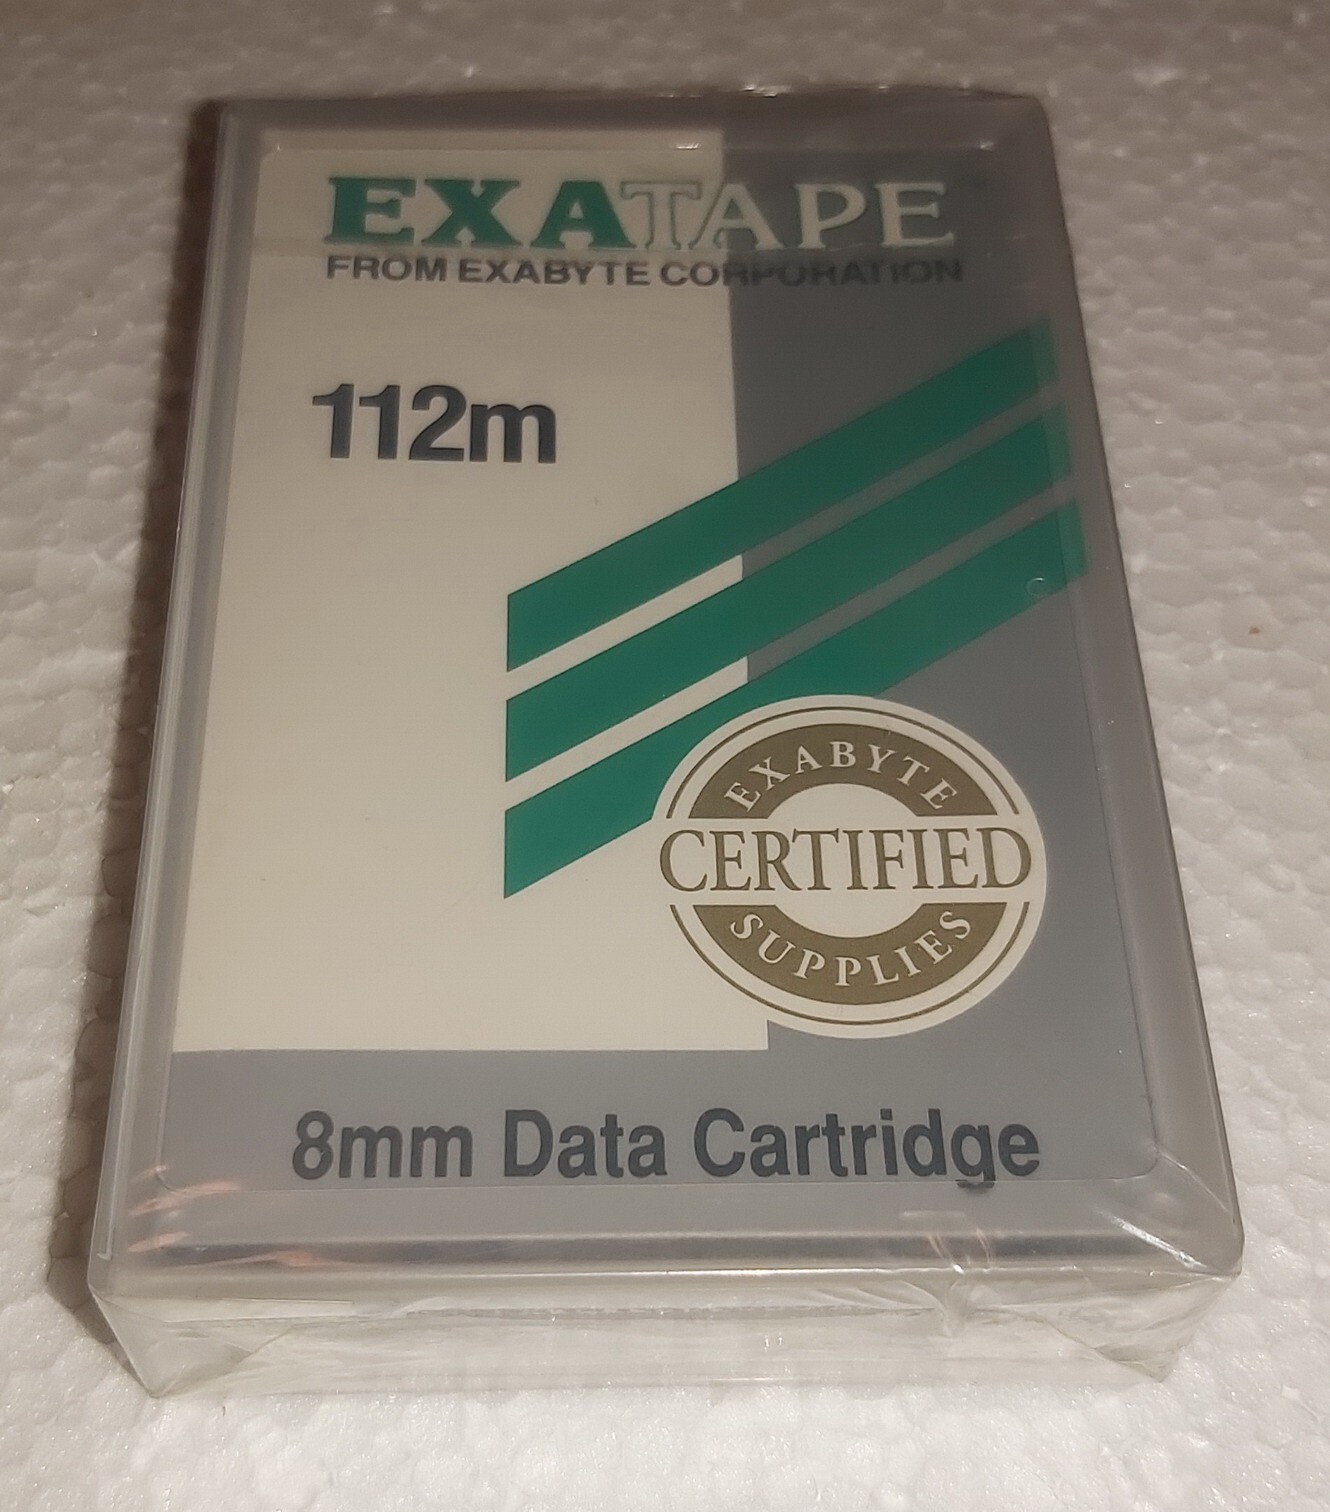 EXATAPE
FROM EXABYTE CORPORATION
112m
EXABYTE
CERTIFIED
SUPPLIES
8mm Data Cartridge